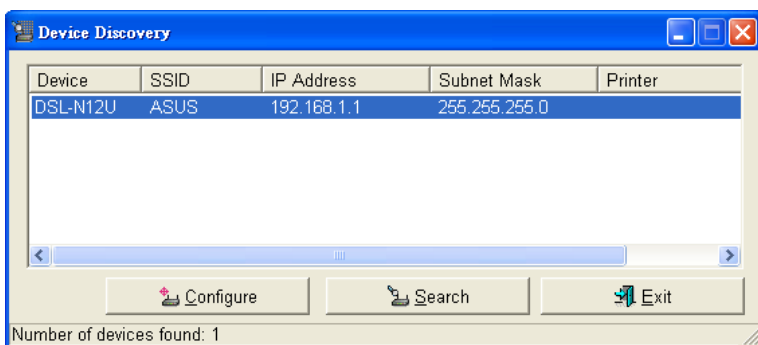 Device Discovery
Device SSID IP Address Subnet Mask Printer
DSL-N12U ASUS 192.168.1.1 255.255.255.0
Configure Search Exit
Number of devices found: 1